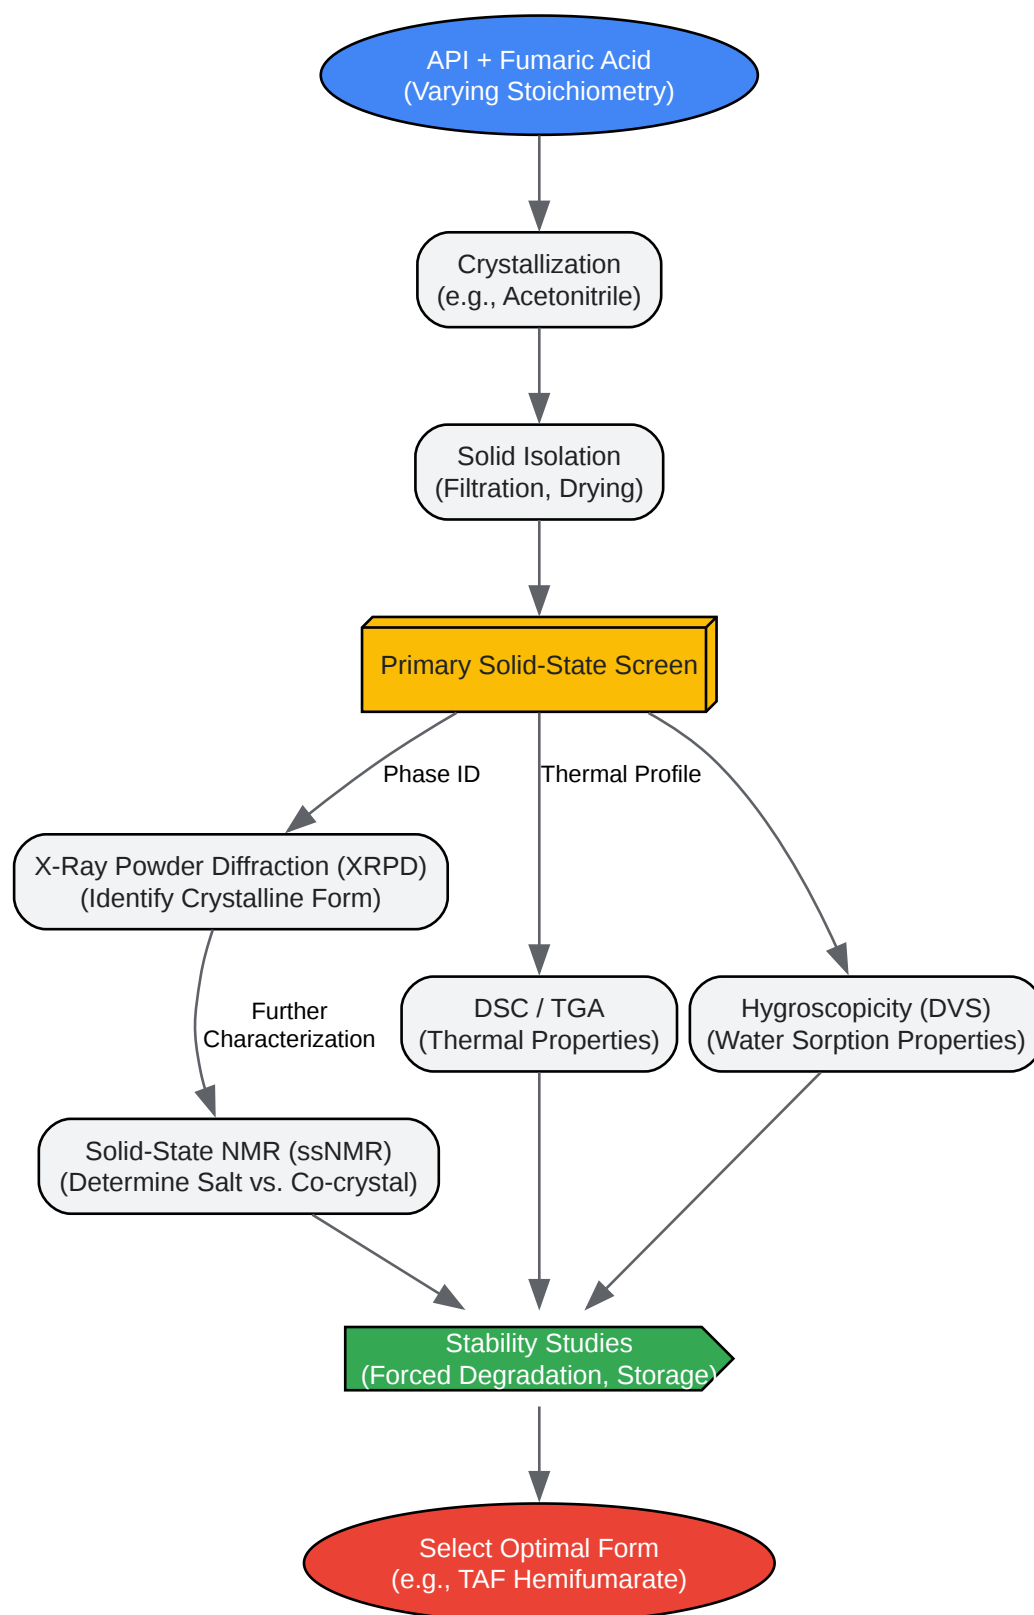 API + Fumaric Acid
(Varying Stoichiometry)
Crystallization
(e.g., Acetonitrile)
Solid Isolation
(Filtration, Drying)
Primary Solid-State Screen
Phase ID
Thermal Profile
X-Ray Powder Diffraction (XRPD)
(Identify Crystalline Form)
Further
Characterization
DSC / TGA
(Thermal Properties)
Hygroscopicity (DVS)
(Water Sorption Properties)
Solid-State NMR (ssNMR)
(Determine Salt vs. Co-crystal)
Stability Studies
(Forced Degradation, Storage)
Select Optimal Form
(e.g., TAF Hemifumarate)